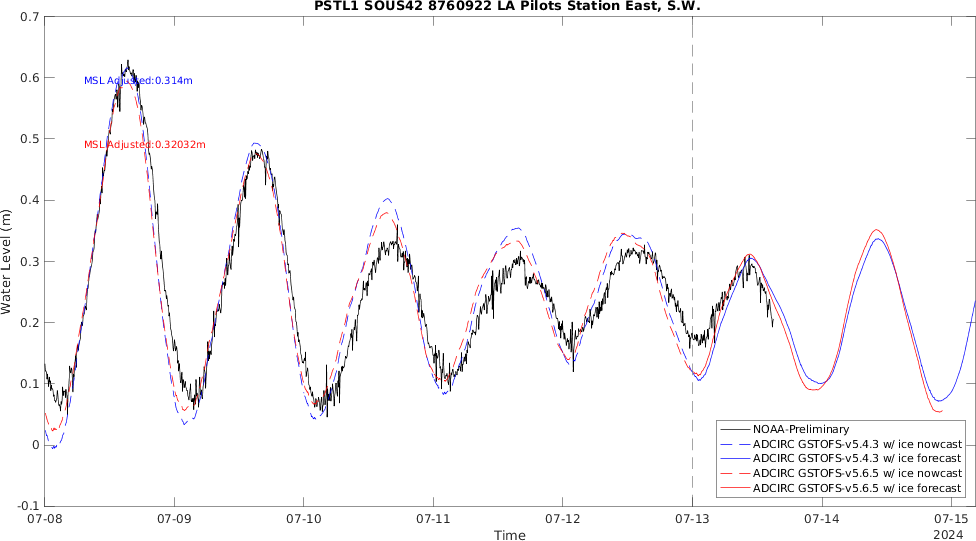 PSTL1 SOUS42 8760922 LA Pilots Station East, S.W.
0.7
0.6
0.5
0.4
0.3
0.2
0.1
0
-0.1
Water Level (m)
MSL Adjusted:0.314m
MSL Adjusted:0.32032m
NOAA-Preliminary
ADCIRC GSTOFS-v5.4.3 w/ ice nowcast
ADCIRC GSTOFS-v5.4.3 w/ ice forecast
ADCIRC GSTOFS-v5.6.5 w/ ice nowcast
ADCIRC GSTOFS-v5.6.5 w/ ice forecast
07-08 07-09 07-10 07-11 07-12 07-13 07-14 07-15
Time
2024